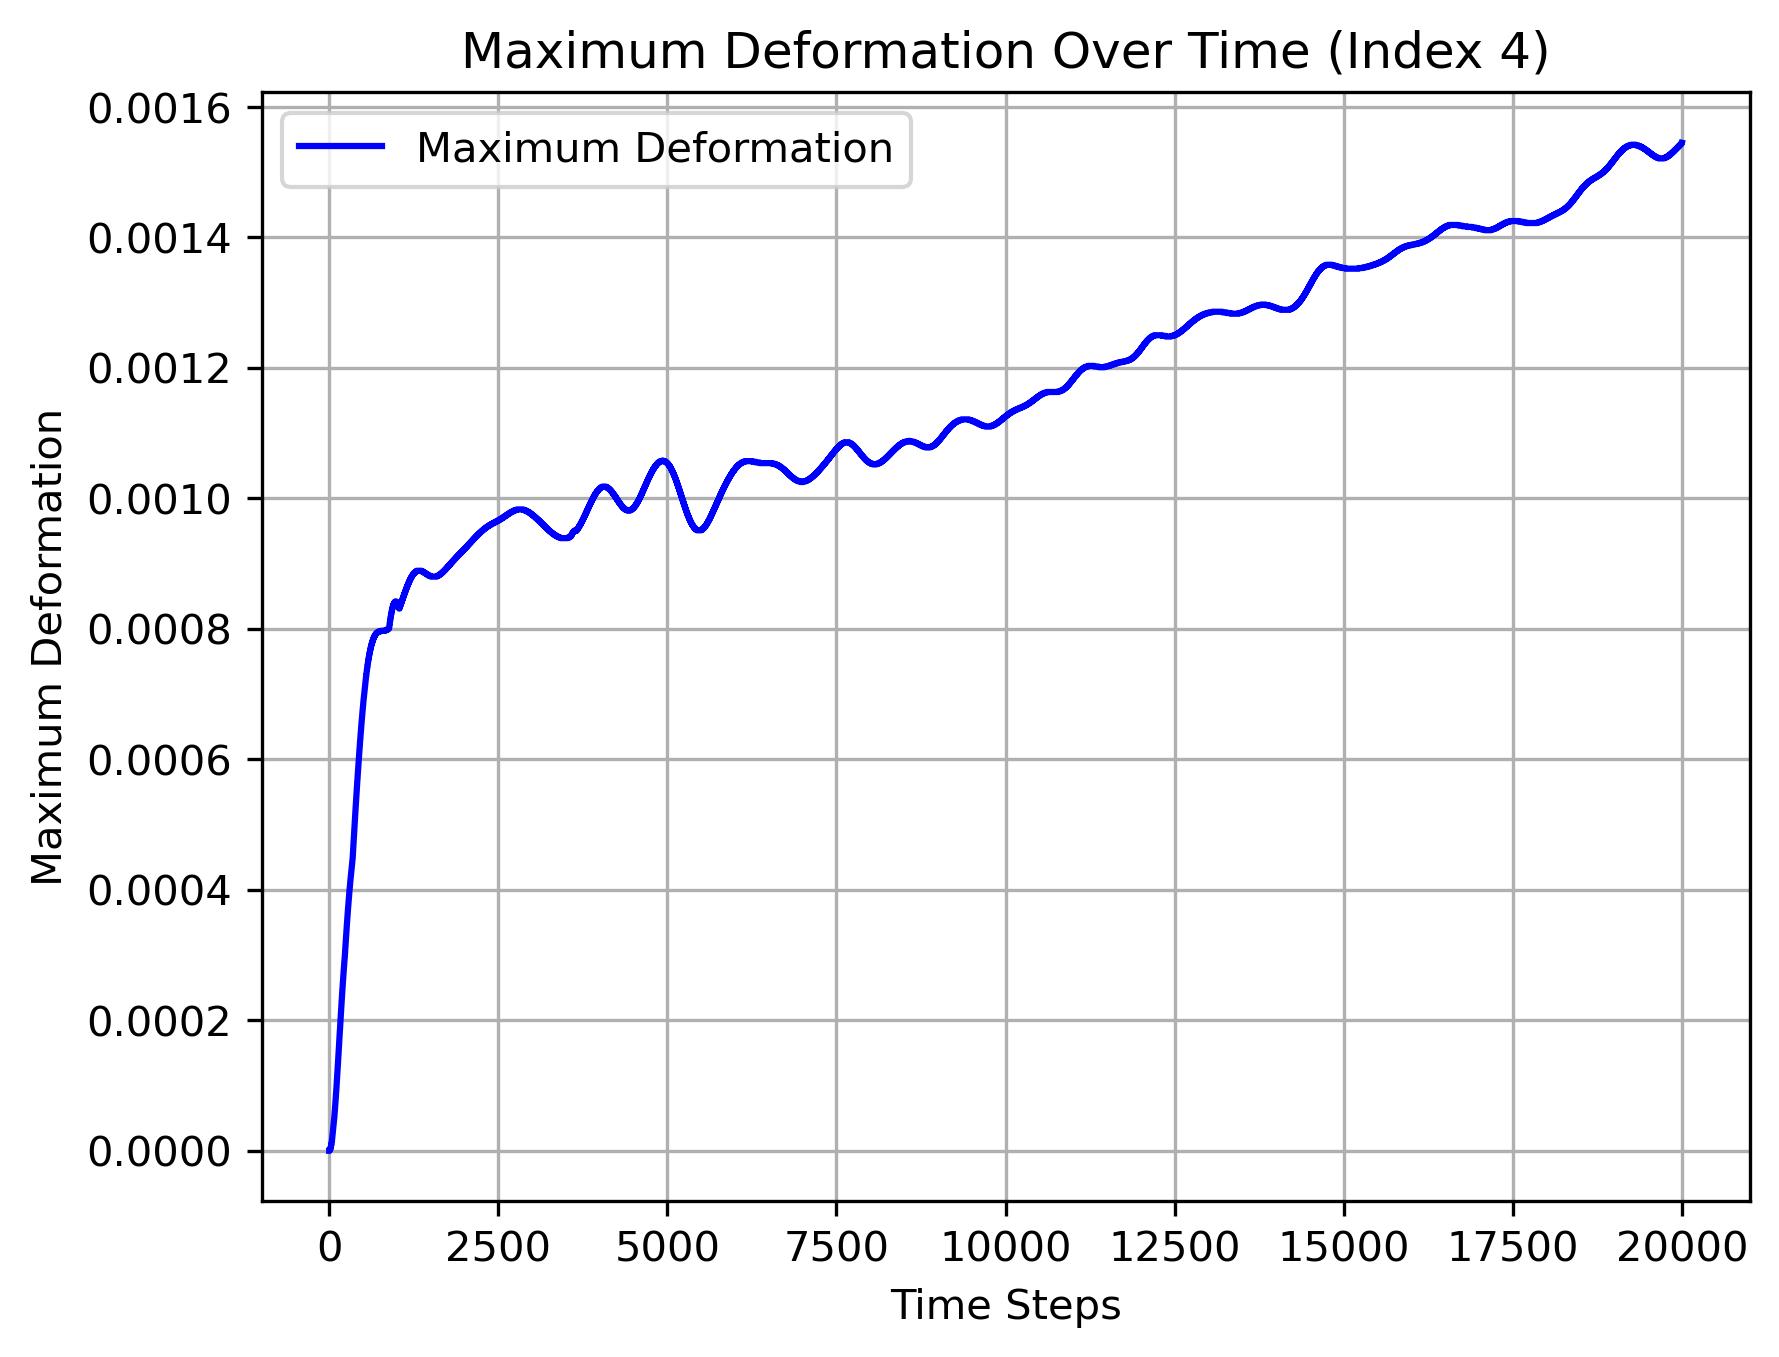 Maximum Deformation Over Time (Index 4)
Maximum Deformation
Maximum Deformation
0.0016
0.0014
0.0012
0.0010
0.0008
0.0006
0.0004
0.0002
0.0000
0 2500 5000 7500 10000 12500 15000 17500 20000
Time Steps